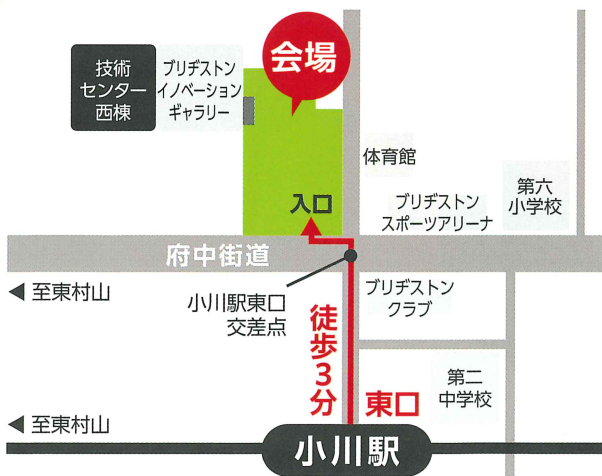 会場
技術
センター
西棟
ブリヂストン
イノベーション
ギャラリー
体育館
第六
小学校
入口
ブリヂストン
スポーツアリーナ
府中街道
◀ 至東村山
小川駅東口
交差点
ブリヂストン
クラブ
徒歩3分
東口
第二
中学校
◀ 至東村山
小川駅